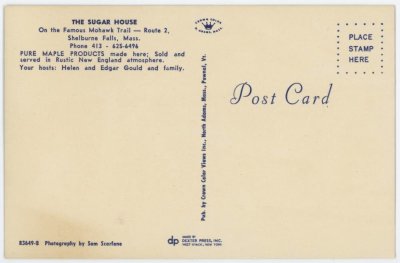 THE SUGAR HOUSE
On the Famous Mohawk Trail — Route 2,
Shelburne Falls, Mass.
Phone 413 - 625-6496
PURE MAPLE PRODUCTS made here; Sold and
served in Rustic New England atmosphere.
Your hosts: Helen and Edgar Gould and family.
83649-B Photography by Sam Scarfone
Pub. by Crown Color Views Inc., North Adams, Mass., Pownal, Vt.
dp
MADE BY
DEXTER PRESS, INC.
WEST NYACK, NEW YORK
Post Card
PLACE
STAMP
HERE